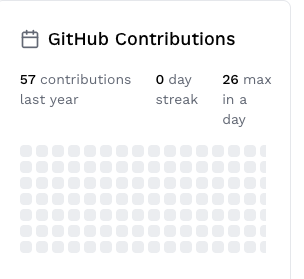 GitHub Contributions
57 contributions
last year
0 day
streak
26 max
in a
day